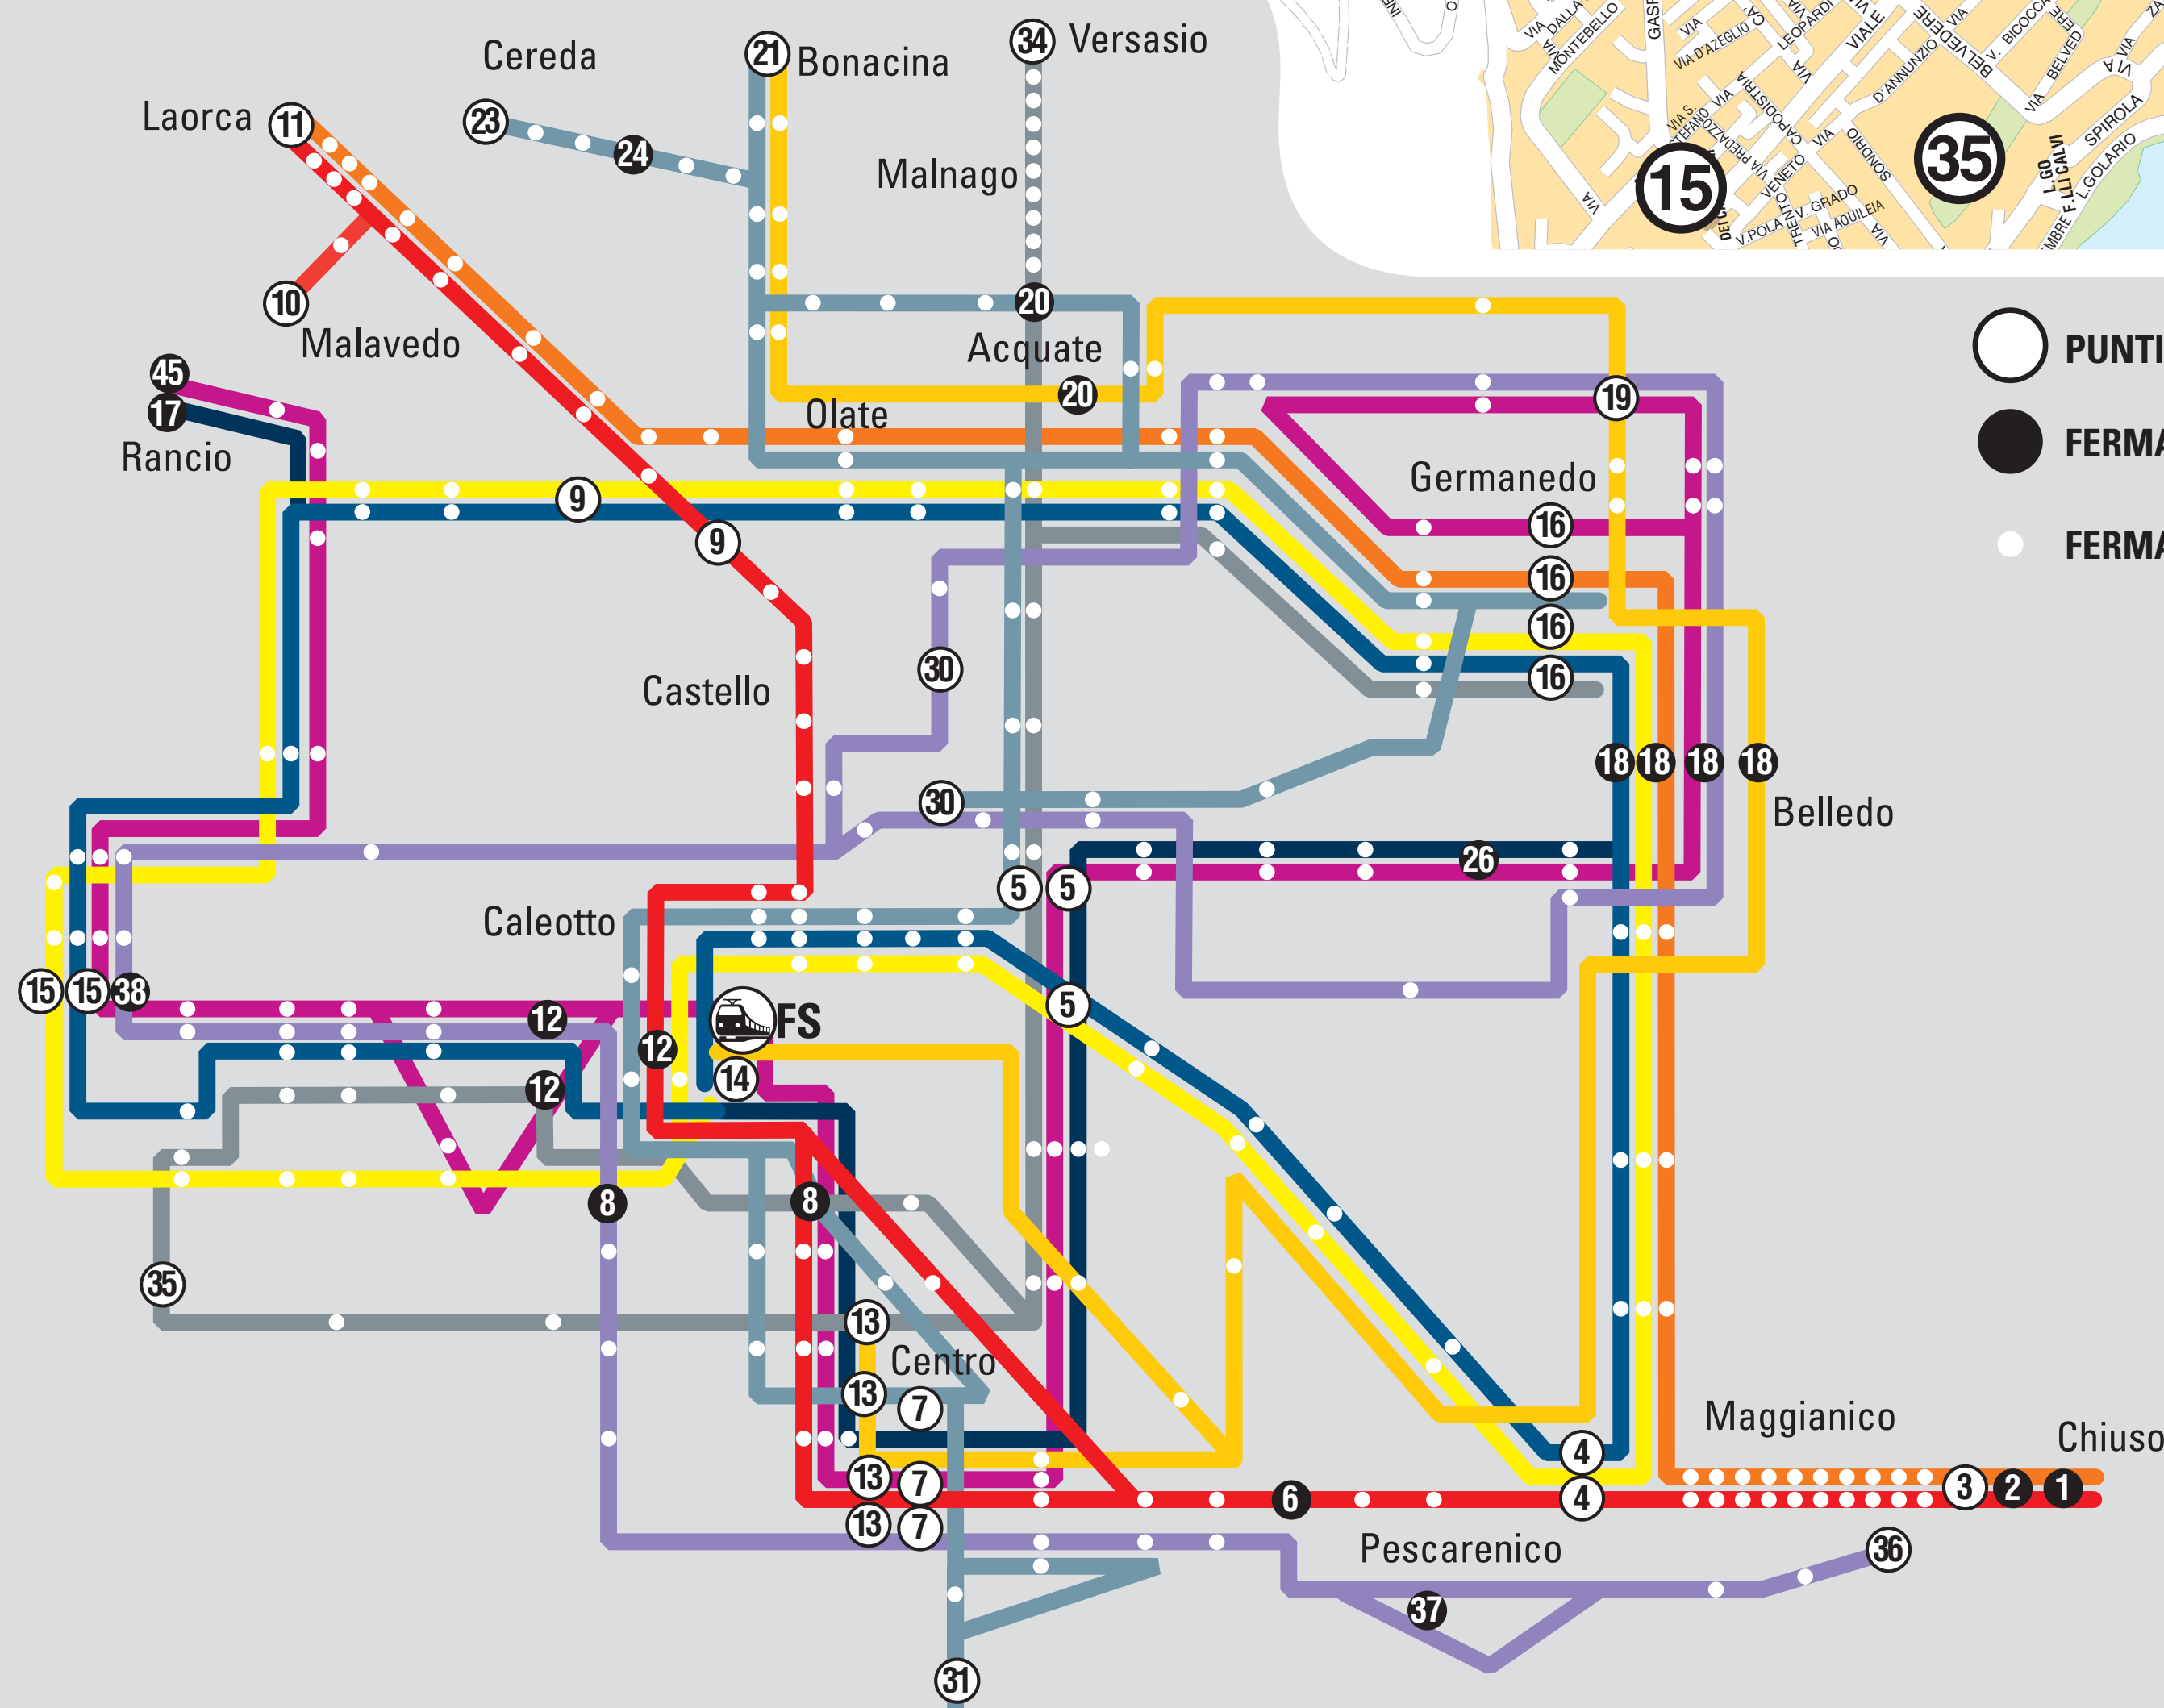 34
Versasio
21
Bonacina
Cereda
Laorca
11
23
24
Malnago
10
20
Acquate
20
Malavedo
45
17
Rancio
Olate
9
9
Germanedo
19
16
16
16
16
Castello
30
30
18
18
18
18
Belledo
26
5
5
5
Caleotto
15
15
38
12
12
12
FS
14
8
8
35
13
Centro
13
7
13
7
13
7
Maggianico
Chiuso
4
4
6
3
2
1
Pescarenico
36
37
31
15
35
VIA
MONTEBELLO
VIA
VIA D'AZEGLIO
LEOPARDI
VIALE
BELVEDERE
V. BICOCCA
D'ANNUNZIO
VIA
CAPODISTRIA
VIA S.
STEFANO
VIA PREDAZZO
VENETO
TRENTO
SONDRIO
V. GRADO
VIA AQUILEIA
V.POLA
VIA
BELVED
SPIROLA
L.GOLARIO
L.GO
F.LLI CALVI
PUNTI
FERMA
FERMA